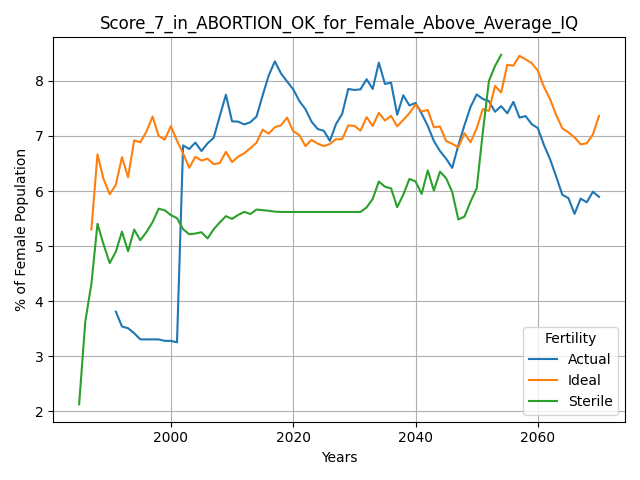 Score_7_in_ABORTION_OK_for_Female_Above_Average_IQ
% of Female Population
8
7
6
5
4
3
2
2000 2020 2040 2060
Years
Fertility
Actual
Ideal
Sterile